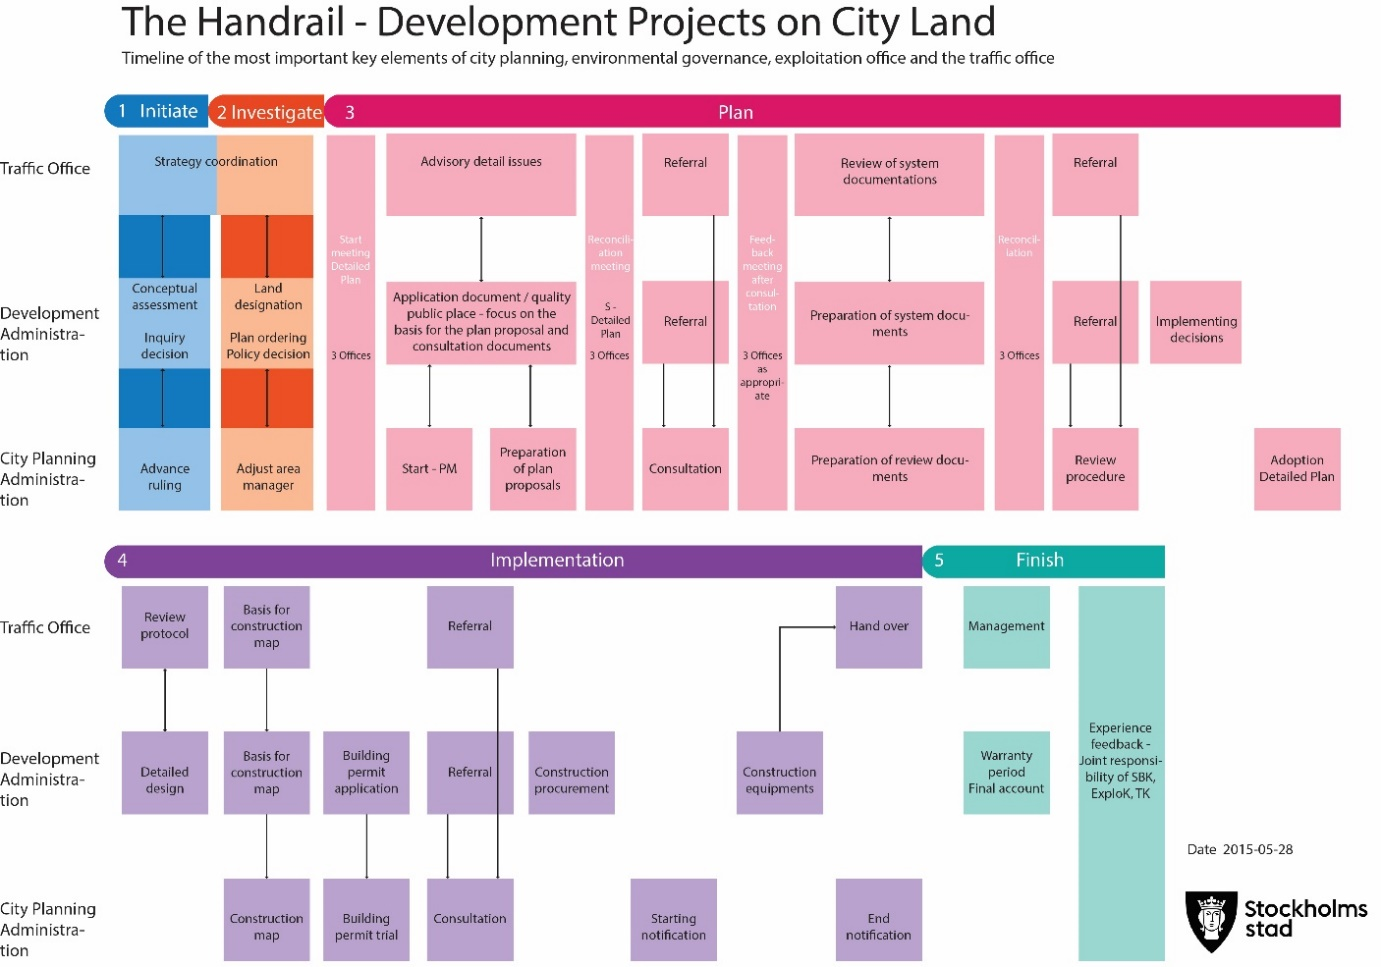 The Handrail - Development Projects on City Land
Timeline of the most important key elements of city planning, environmental governance, exploitation office and the traffic office
1 Initiate
2 Investigate
3
Plan
Traffic Office
Strategy coordination
Advisory detail issues
Referral
Review of system
documentations
Referral
Start
meeting
Detailed
Plan
3 Offices
Reconcili-
ation
meeting
S -
Detailed
Plan
3 Offices
Feed-
back
meeting
after
consul-
tation
3 Offices
as
appropri-
ate
Reconcil-
iation
3 Offices
Development
Administra-
tion
Conceptual
assessment
Inquiry
decision
Land
designation
Plan ordering
Policy decision
Application document / quality
public place - focus on the
basis for the plan proposal and
consultation documents
Referral
Preparation of system docu-
ments
Referral
Implementing
decisions
City Planning
Administra-
tion
Advance
ruling
Adjust area
manager
Start - PM
Preparation
of plan
proposals
Consultation
Preparation of review docu-
ments
Review
procedure
Adoption
Detailed Plan
4
Implementation
5
Finish
Traffic Office
Review
protocol
Basis for
construction
map
Referral
Hand over
Management
Development
Administra-
tion
Detailed
design
Basis for
construction
map
Building
permit
application
Referral
Construction
procurement
Construction
equipments
Warranty
period
Final account
Experience
feedback -
Joint responsi-
bility of SBK,
ExploK, TK
City Planning
Administra-
tion
Construction
map
Building
permit trial
Consultation
Starting
notification
End
notification
Date 2015-05-28
Stockholms
stad